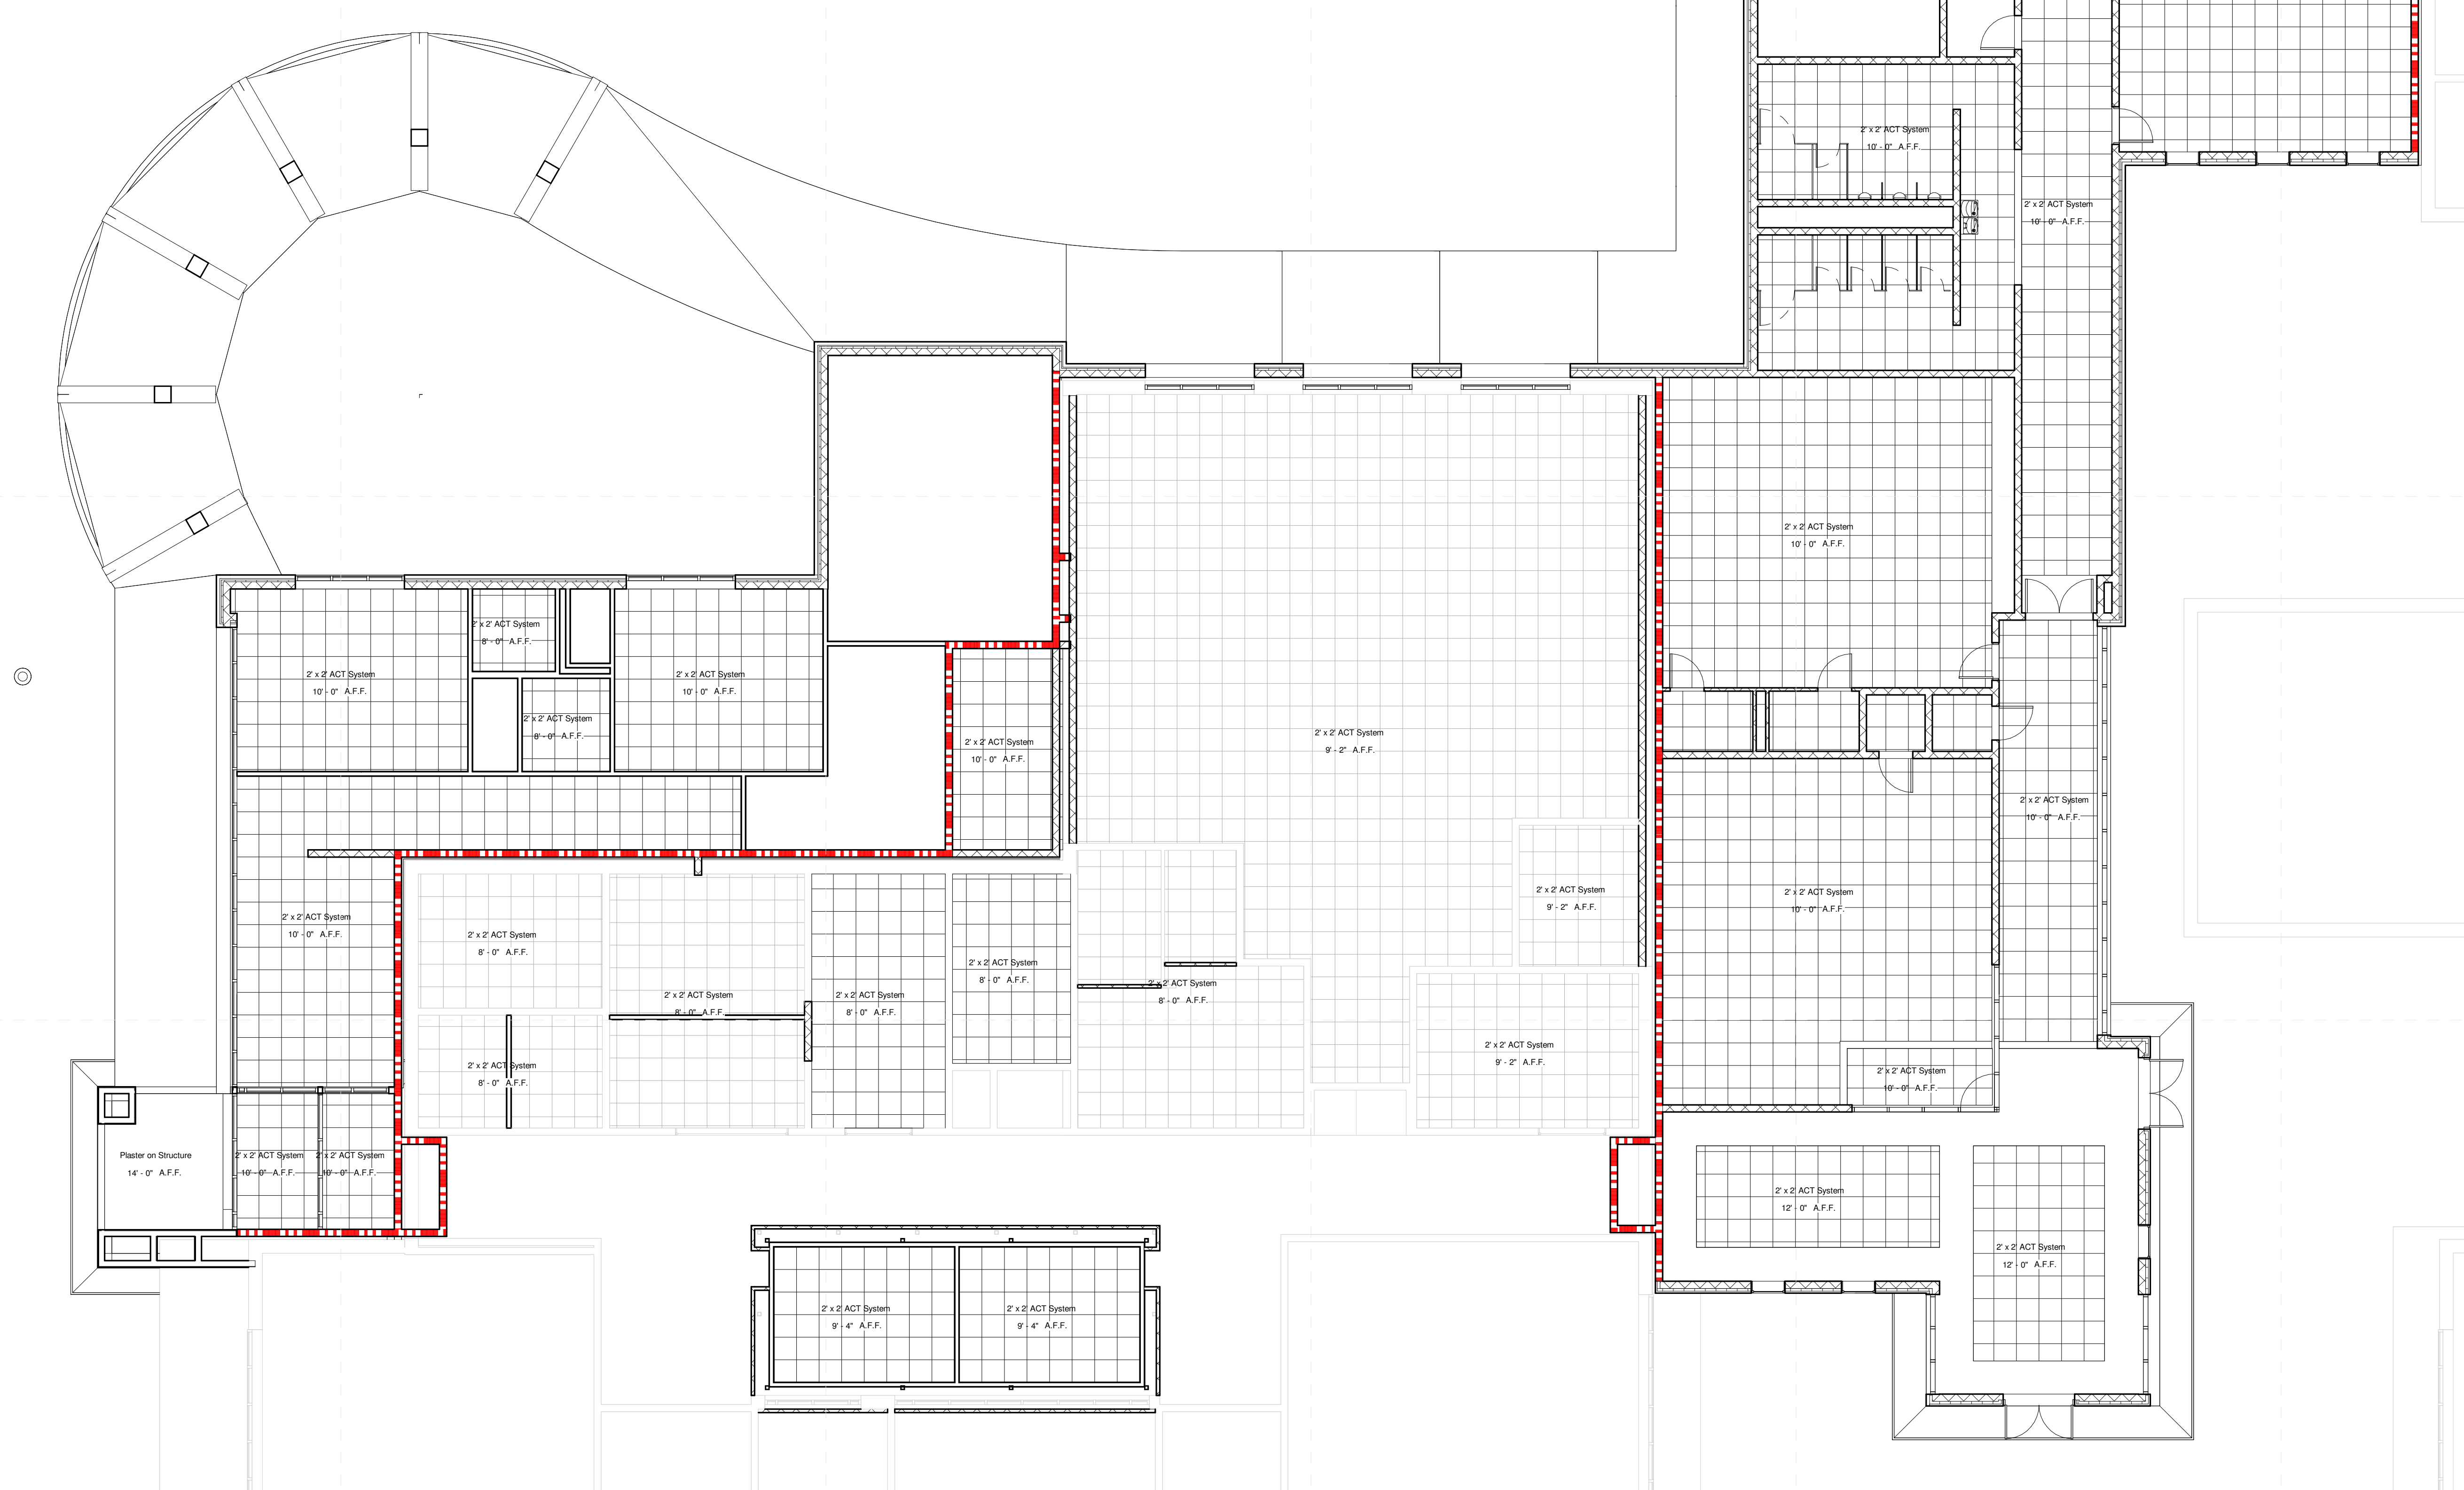 2' x 2' ACT System
10' - 0" A.F.F.
2' x 2' ACT System
10' - 0" A.F.F.
2' x 2' ACT System
10' - 0" A.F.F.
2' x 2' ACT System
8' - 0" A.F.F.
2' x 2' ACT System
10' - 0" A.F.F.
2' x 2' ACT System
10' - 0" A.F.F.
2' x 2' ACT System
8' - 0" A.F.F.
2' x 2' ACT System
10' - 0" A.F.F.
2' x 2' ACT System
9' - 2" A.F.F.
2' x 2' ACT System
10' - 0" A.F.F.
2' x 2' ACT System
10' - 0" A.F.F.
2' x 2' ACT System
9' - 2" A.F.F.
2' x 2' ACT System
10' - 0" A.F.F.
2' x 2' ACT System
8' - 0" A.F.F.
2' x 2' ACT System
8' - 0" A.F.F.
2' x 2' ACT System
8' - 0" A.F.F.
2' x 2' ACT System
8' - 0" A.F.F.
2' x 2' ACT System
8' - 0" A.F.F.
2' x 2' ACT System
9' - 2" A.F.F.
2' x 2' ACT System
8' - 0" A.F.F.
2' x 2' ACT System
10' - 0" A.F.F.
Plaster on Structure
14' - 0" A.F.F.
2' x 2' ACT System
10' - 0" A.F.F.
2' x 2' ACT System
10' - 0" A.F.F.
2' x 2' ACT System
12' - 0" A.F.F.
2' x 2' ACT System
12' - 0" A.F.F.
2' x 2' ACT System
9' - 4" A.F.F.
2' x 2' ACT System
9' - 4" A.F.F.